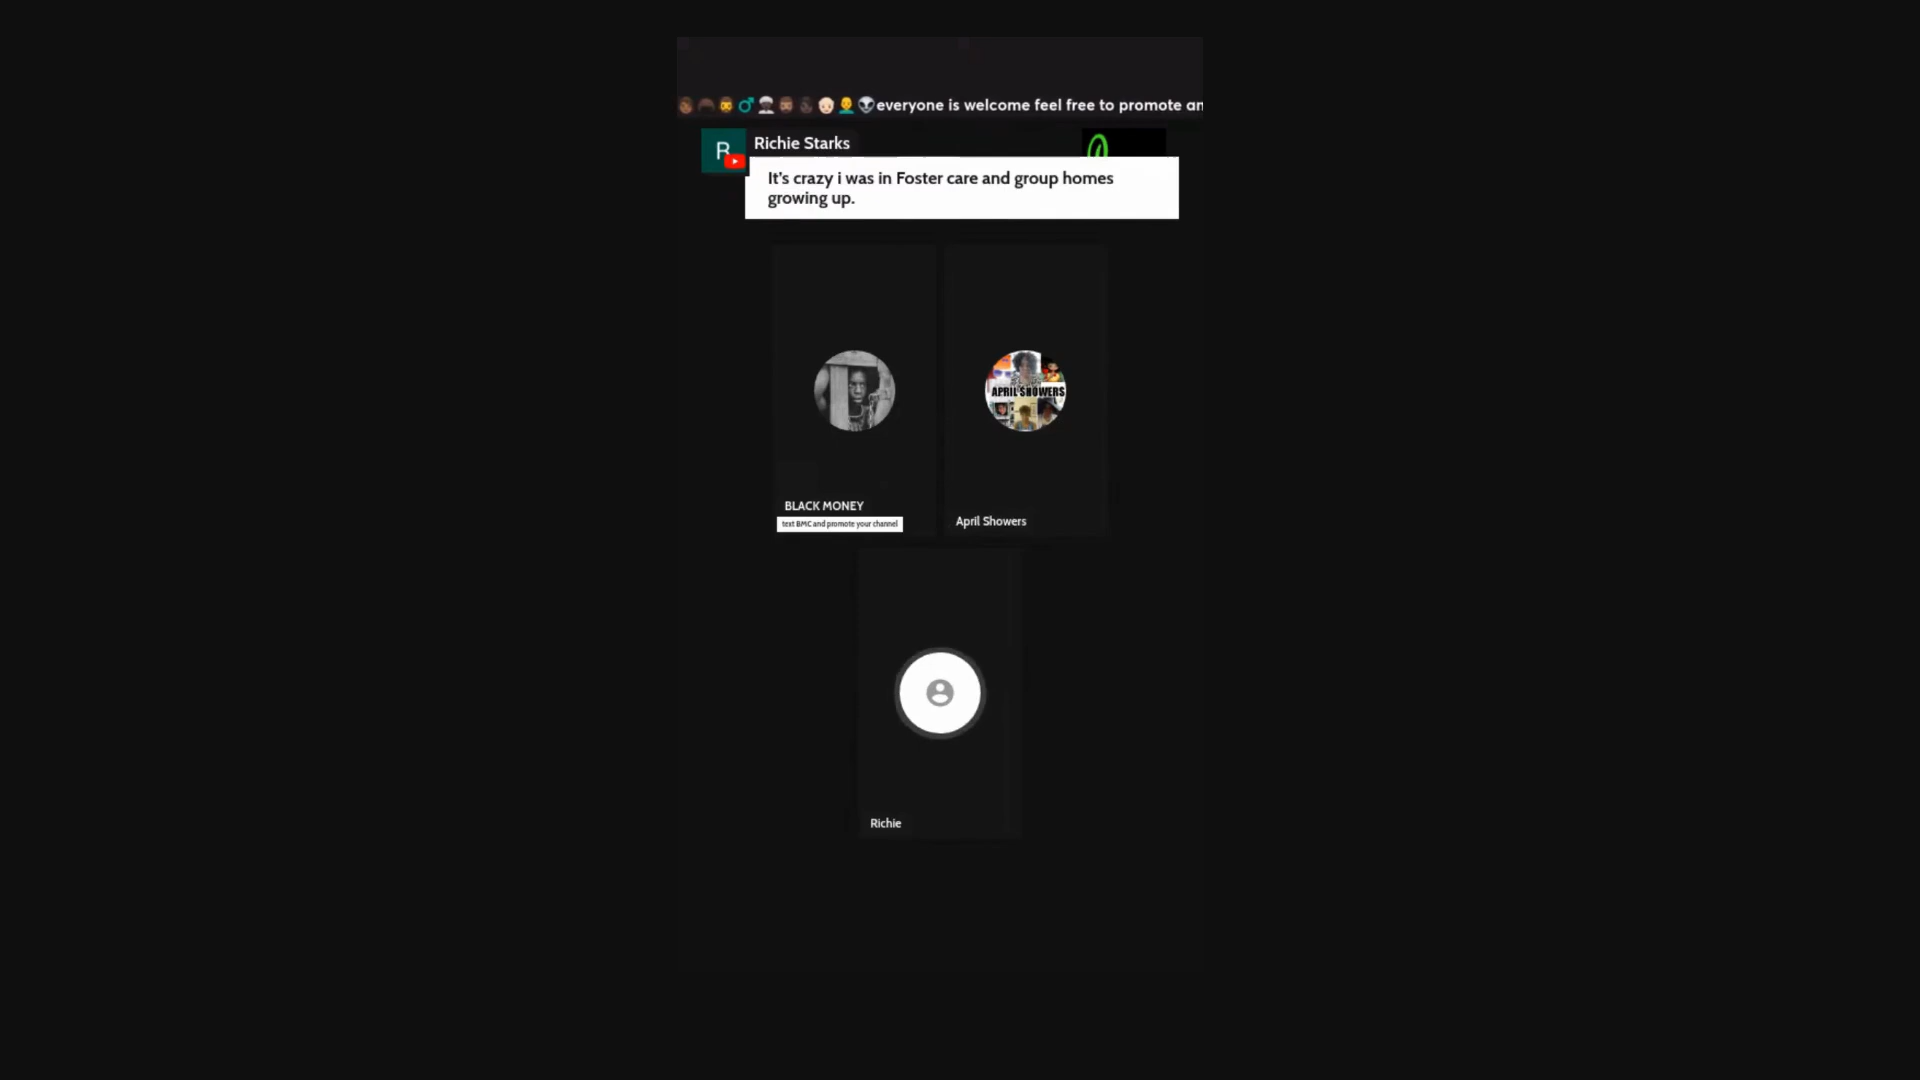 everyone is welcome feel free to promote an
R
Richie Starks
It's crazy i was in Foster care and group homes
growing up.
APRIL SHOWERS
BLACK MONEY
text BMC and promote your channel
April Showers
Richie